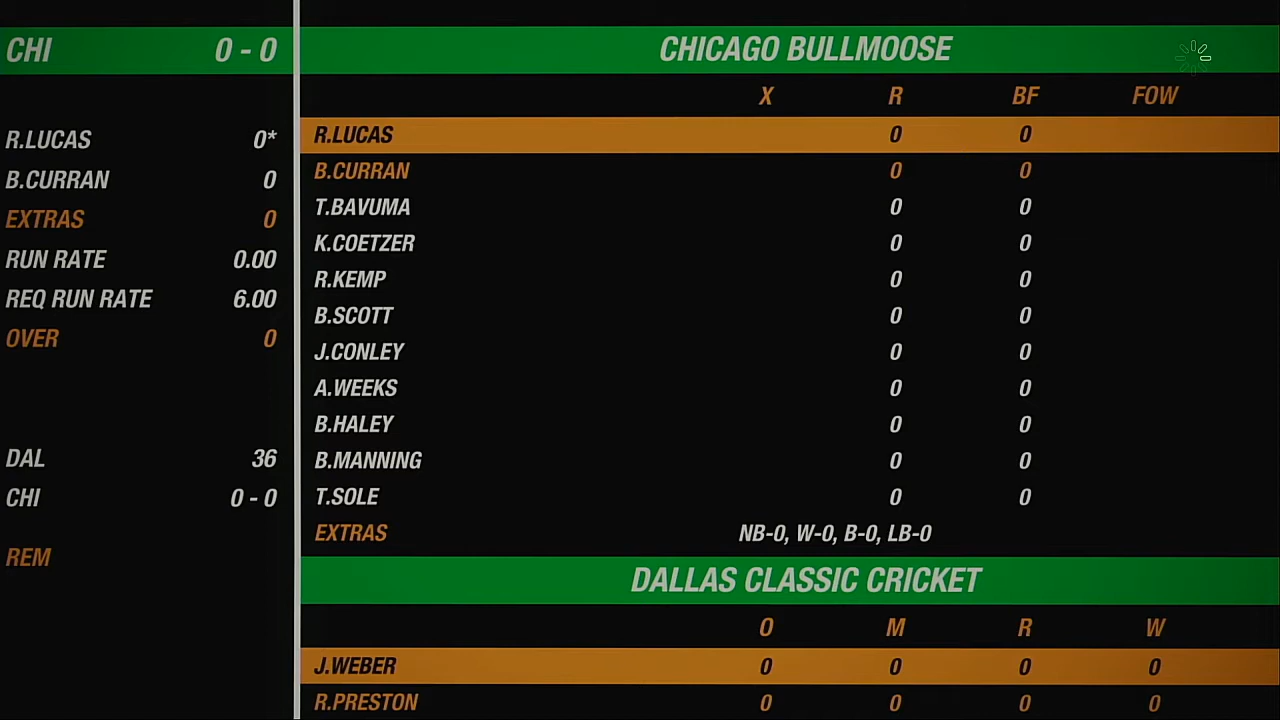 CHI 0 - 0
R.LUCAS 0*
B.CURRAN 0
EXTRAS 0
RUN RATE 0.00
REQ RUN RATE 6.00
OVER 0
DAL 36
CHI 0 - 0
REM
CHICAGO BULLMOOSE
X R BF FOW
R.LUCAS 0 0
B.CURRAN 0 0
T.BAVUMA 0 0
K.COETZER 0 0
R.KEMP 0 0
B.SCOTT 0 0
J.CONLEY 0 0
A.WEEKS 0 0
B.HALEY 0 0
B.MANNING 0 0
T.SOLE 0 0
EXTRAS NB-0, W-0, B-0, LB-0
DALLAS CLASSIC CRICKET
O M R W
J.WEBER 0 0 0 0
R.PRESTON 0 0 0 0